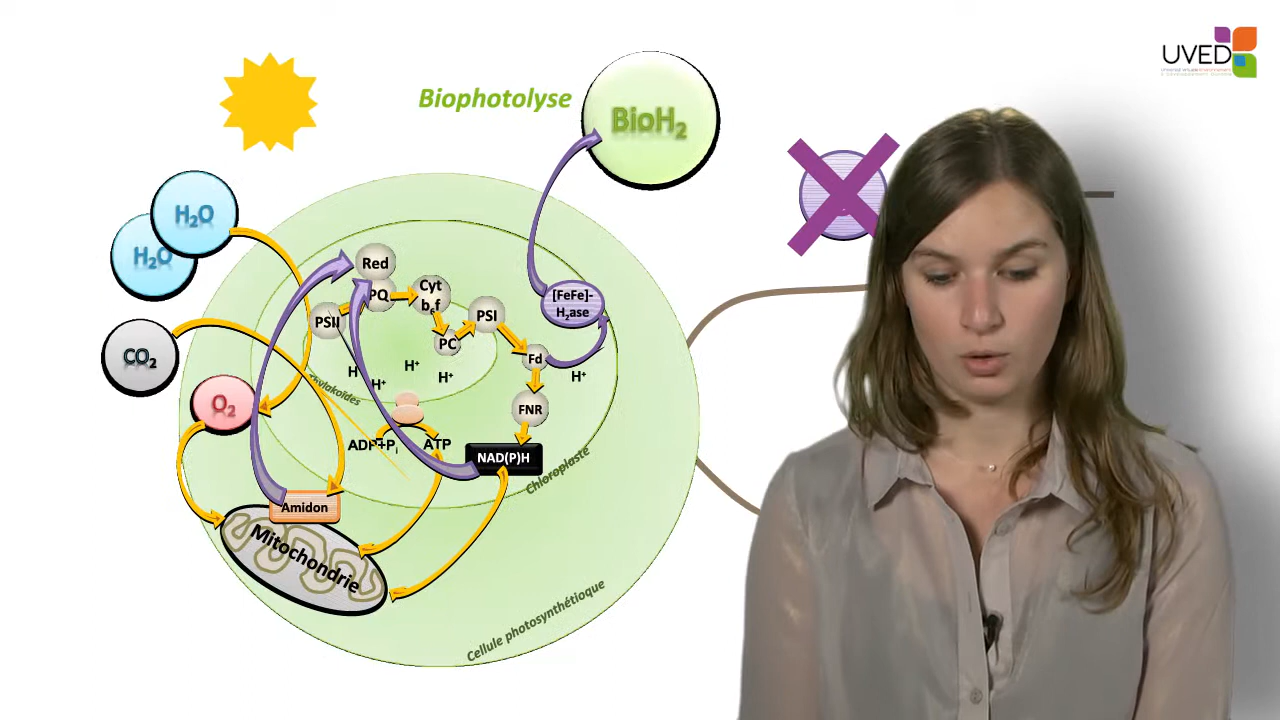 UVED
Biophotolyse
BioH₂
H₂O
H₂O
Red
PQ
Cyt
b₆f
[FeFe]-
H₂ase
PSII
PSI
PC
CO₂
Fd
H⁺
H⁺
H
H⁺
H⁺
Thylakoïdes
O₂
FNR
ADP+Pᵢ
ATP
NAD(P)H
Chloroplaste
Amidon
Mitochondrie
Cellule photosynthétioque